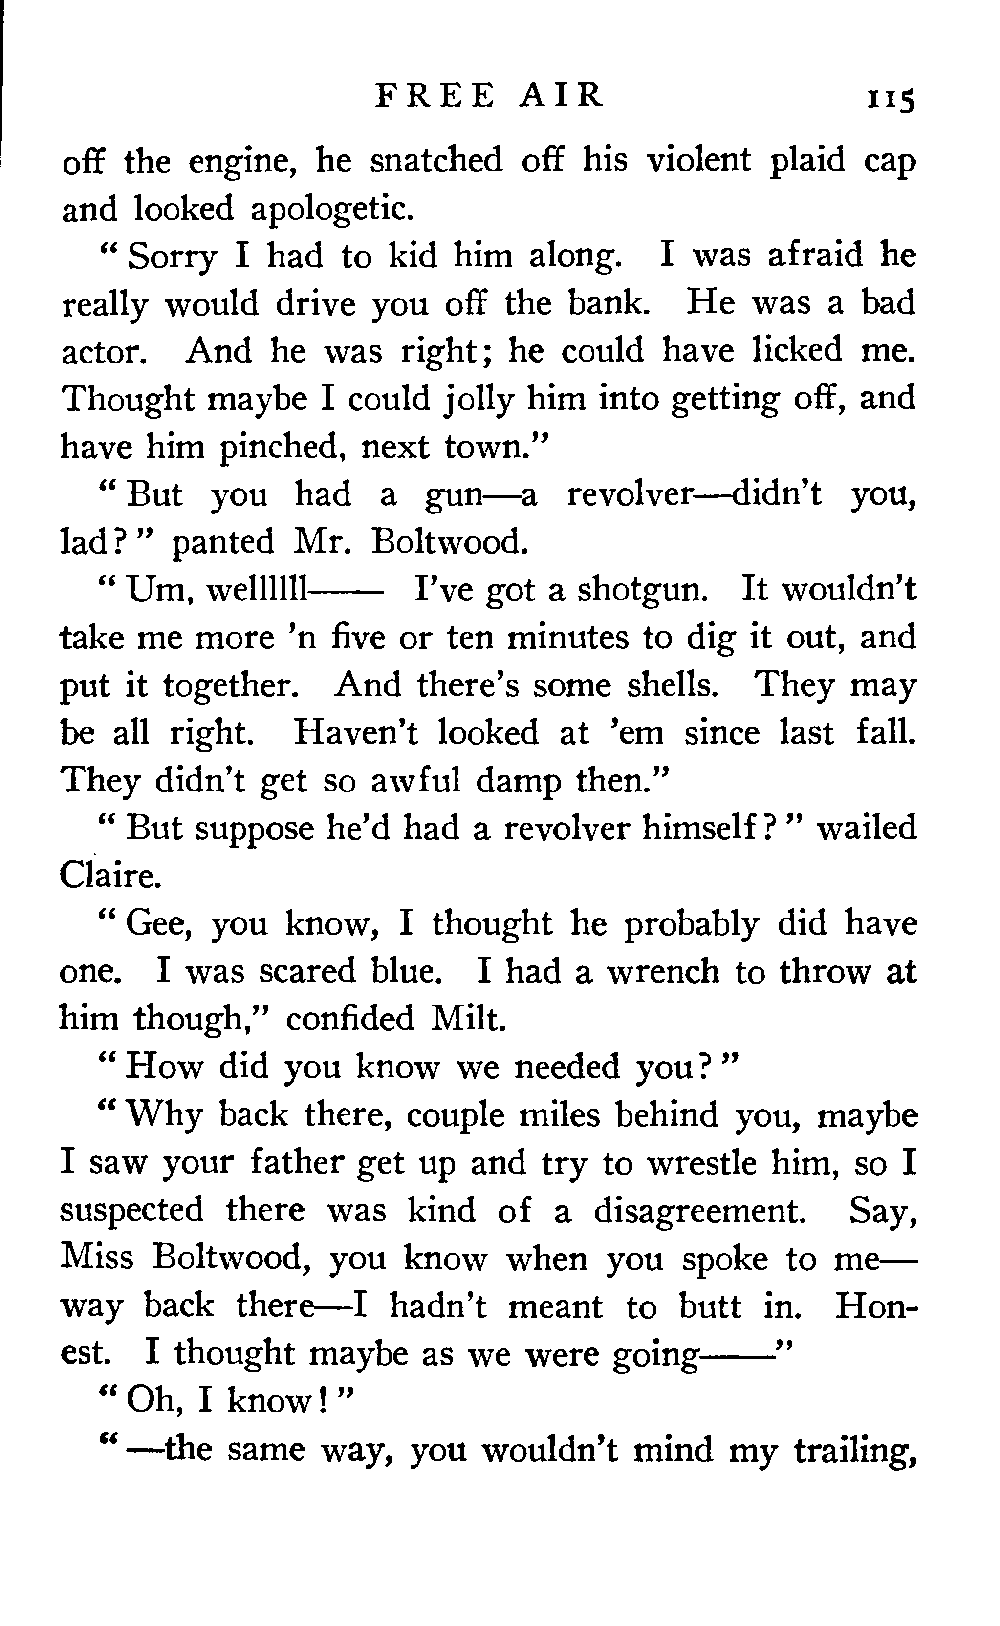 FREE AIR 115
off the engine, he snatched off his violent plaid cap
and looked apologetic.
“ Sorry I had to kid him along. I was afraid he
really would drive you off the bank. He was a bad
actor. And he was right; he could have licked me.
Thought maybe I could jolly him into getting off, and
have him pinched, next town.”
“ But you had a gun—a revolver—didn’t you,
lad? ” panted Mr. Boltwood.
“ Um, wellllll—— I’ve got a shotgun. It wouldn’t
take me more ’n five or ten minutes to dig it out, and
put it together. And there’s some shells. They may
be all right. Haven’t looked at ’em since last fall.
They didn’t get so awful damp then.”
“ But suppose he’d had a revolver himself? ” wailed
Claire.
“ Gee, you know, I thought he probably did have
one. I was scared blue. I had a wrench to throw at
him though,” confided Milt.
“ How did you know we needed you? ”
“ Why back there, couple miles behind you, maybe
I saw your father get up and try to wrestle him, so I
suspected there was kind of a disagreement. Say,
Miss Boltwood, you know when you spoke to me—
way back there—I hadn’t meant to butt in. Hon-
est. I thought maybe as we were going——”
“ Oh, I know! ”
“ —the same way, you wouldn’t mind my trailing,